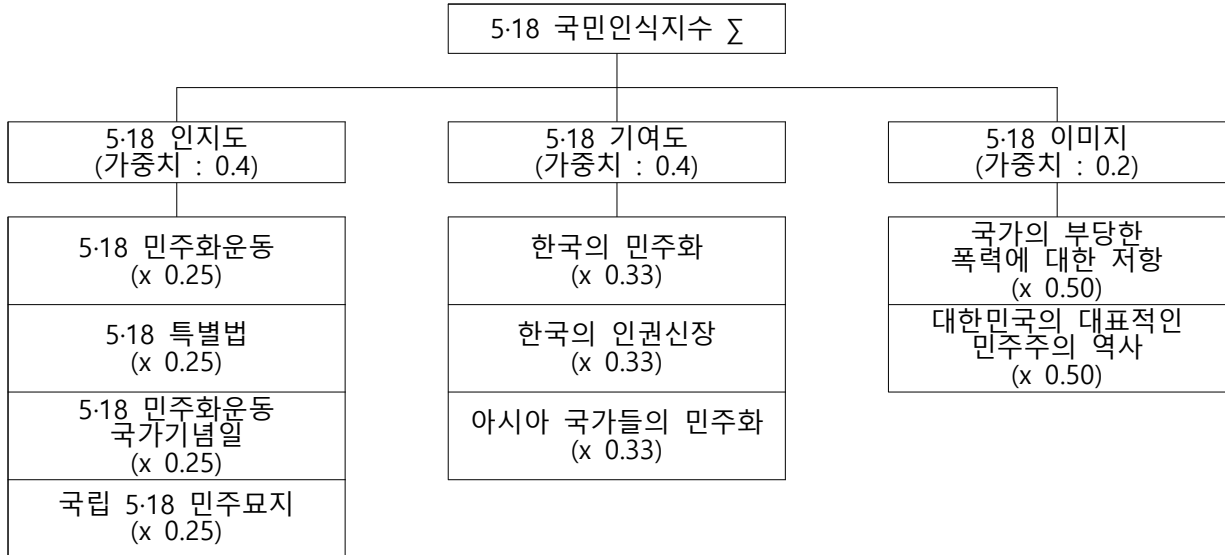 5·18 국민인식지수 ∑
5·18 인지도
(가중치 : 0.4)
5·18 민주화운동
(x 0.25)
5·18 특별법
(x 0.25)
5·18 민주화운동
국가기념일
(x 0.25)
국립 5·18 민주묘지
(x 0.25)
5·18 기여도
(가중치 : 0.4)
한국의 민주화
(x 0.33)
한국의 인권신장
(x 0.33)
아시아 국가들의 민주화
(x 0.33)
5·18 이미지
(가중치 : 0.2)
국가의 부당한
폭력에 대한 저항
(x 0.50)
대한민국의 대표적인
민주주의 역사
(x 0.50)